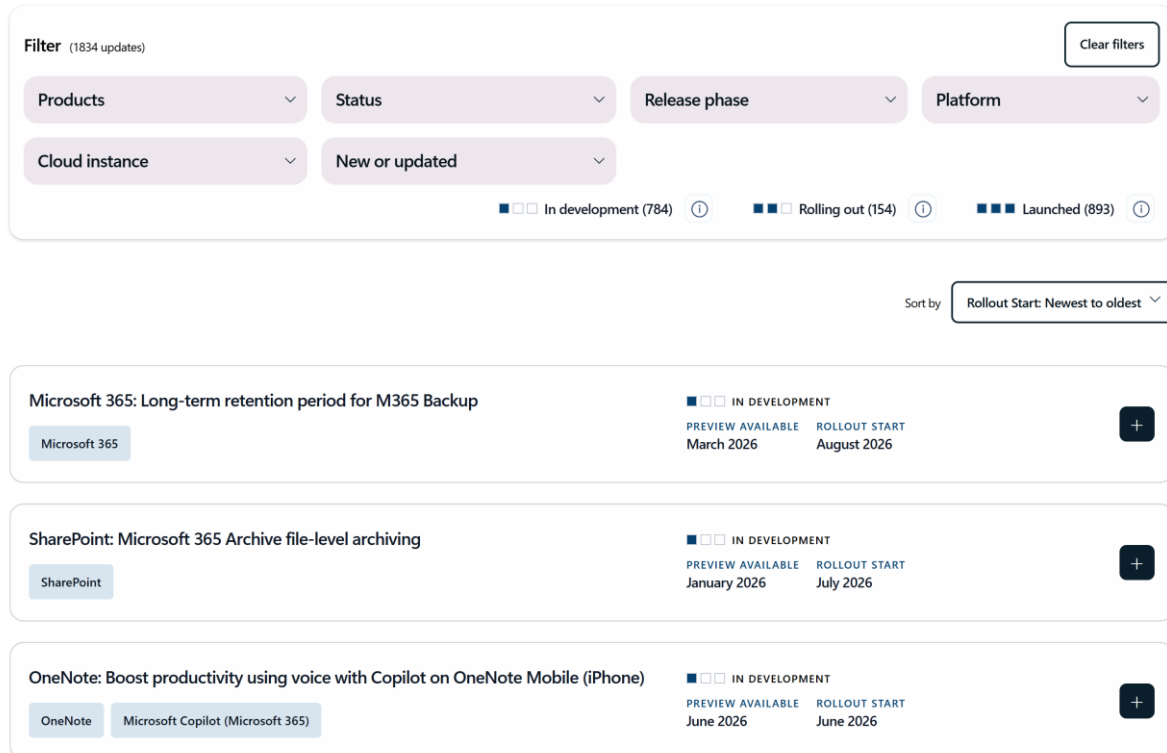 Filter (1834 updates)
Clear filters
Products
Status
Release phase
Platform
Cloud instance
New or updated
In development (784)
Rolling out (154)
Launched (893)
Sort by
Rollout Start: Newest to oldest
Microsoft 365: Long-term retention period for M365 Backup
Microsoft 365
IN DEVELOPMENT
PREVIEW AVAILABLE ROLLOUT START
March 2026 August 2026
SharePoint: Microsoft 365 Archive file-level archiving
SharePoint
IN DEVELOPMENT
PREVIEW AVAILABLE ROLLOUT START
January 2026 July 2026
OneNote: Boost productivity using voice with Copilot on OneNote Mobile (iPhone)
OneNote Microsoft Copilot (Microsoft 365)
IN DEVELOPMENT
PREVIEW AVAILABLE ROLLOUT START
June 2026 June 2026